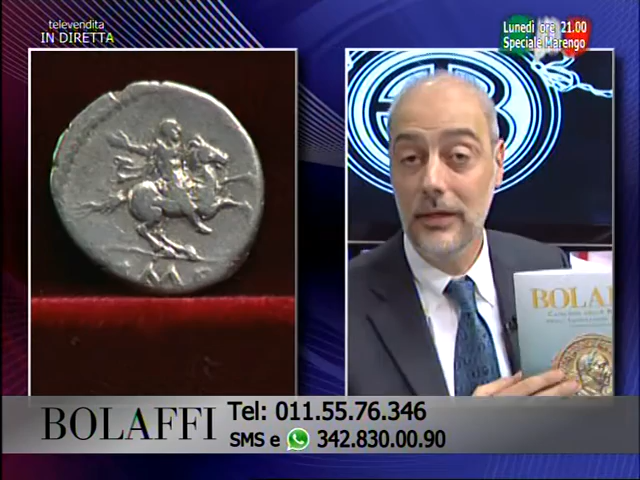 televendita
IN DIRETTA
Lunedì ore 21.00
Speciale Marengo
BOLAFFI
Tel: 011.55.76.346
SMS e 342.830.00.90